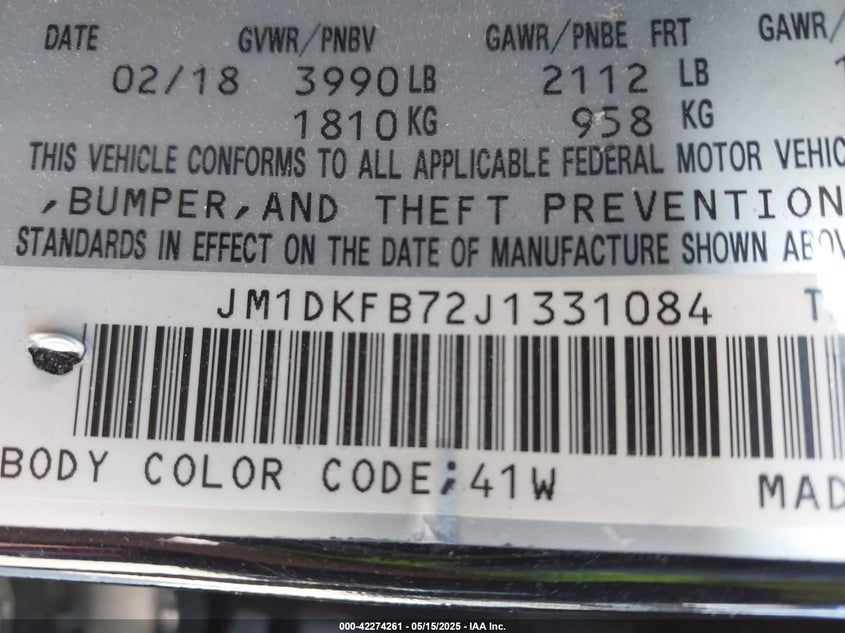 DATE GVWR/PNBV GAWR/PNBE FRT GAWR/
02/18 3990 LB 2112 LB
1810 KG 958 KG
THIS VEHICLE CONFORMS TO ALL APPLICABLE FEDERAL MOTOR VEHIC
,BUMPER,AND THEFT PREVENTION
STANDARDS IN EFFECT ON THE DATE OF MANUFACTURE SHOWN ABOV
JM1DKFB72J1331084 T
BODY COLOR CODE;41W MAD
000-42274261 - 05/15/2025 - IAA Inc.